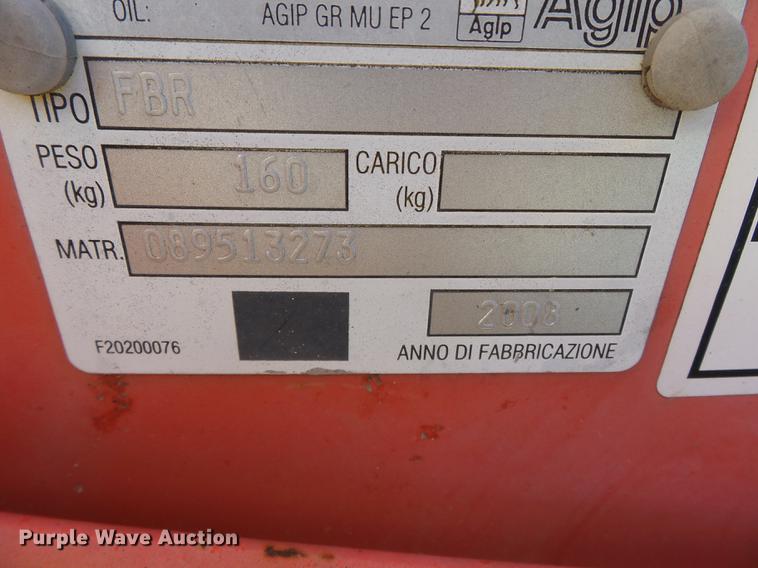 OIL: AGIP GR MU EP 2 Agip Agip
TIPO FBR
PESO (kg) 160 CARICO (kg)
MATR. 089513273
2008
F20200076 ANNO DI FABBRICAZIONE
Purple Wave Auction